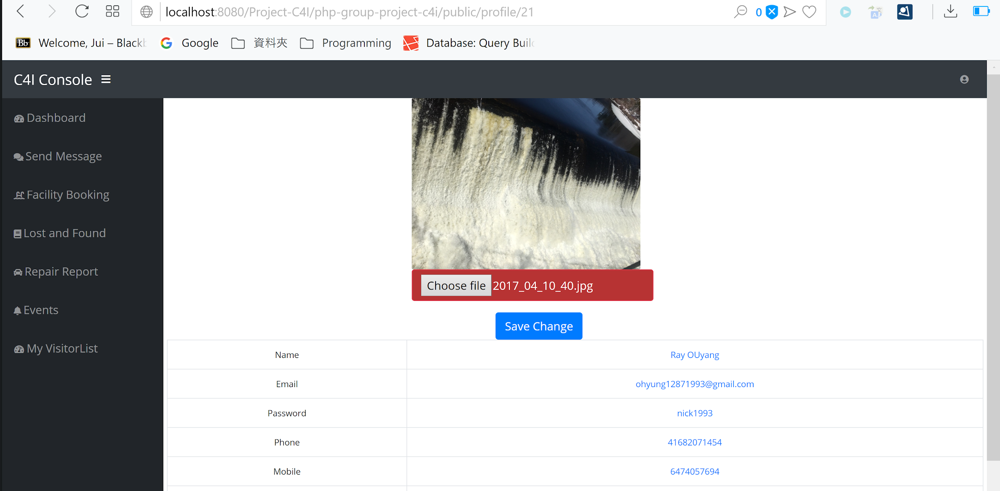 localhost:8080/Project-C4I/php-group-project-c4i/public/profile/21
0
Bb Welcome, Jui – Blackb Google 資料夾 Programming Database: Query Buil
C4I Console
Dashboard
Send Message
Facility Booking
Lost and Found
Repair Report
Events
My VisitorList
Choose file 2017_04_10_40.jpg
Save Change
Name Ray OUyang
Email ohyung12871993@gmail.com
Password nick1993
Phone 41682071454
Mobile 6474057694